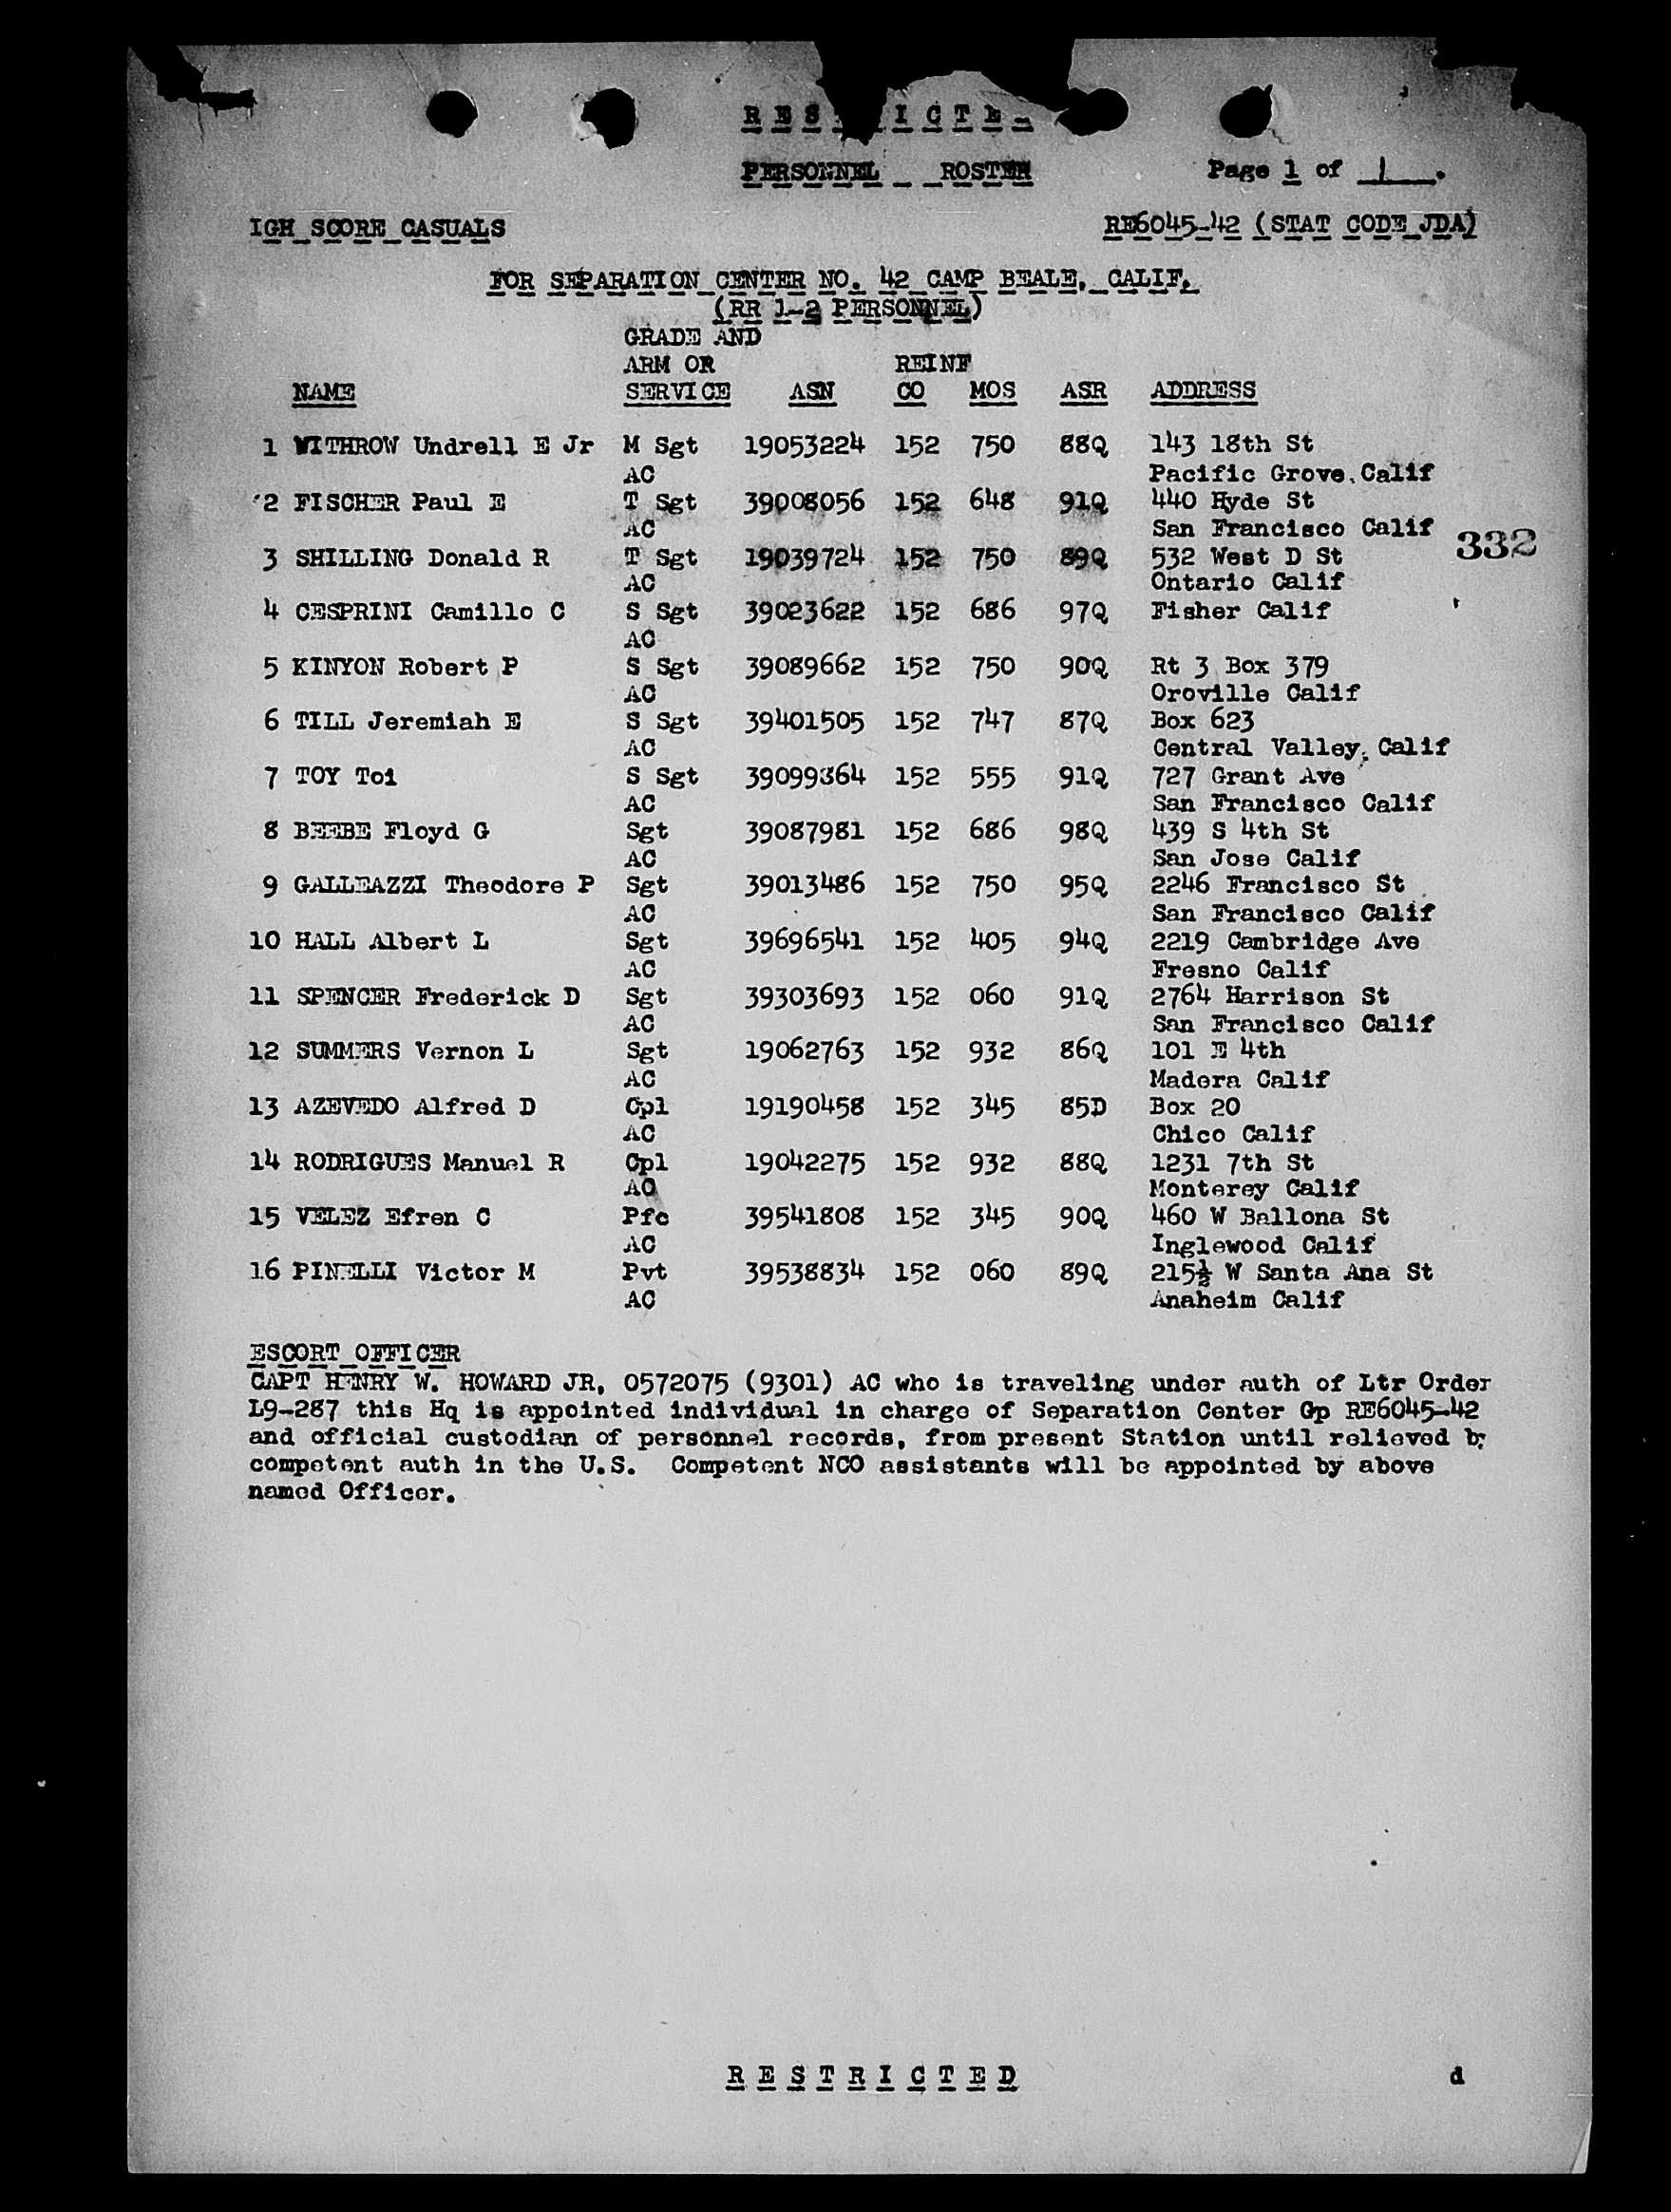 R E S T R I C T E
PERSONNEL ROSTER Page 1 of 1.
IGH SCORE CASUALS RE6045-42 (STAT CODE JDA)
FOR SEPARATION CENTER NO. 42 CAMP BEALE, CALIF.
(RR 1-2 PERSONNEL)
GRADE AND
ARM OR REINF
NAME SERVICE ASN CO MOS ASR ADDRESS
1 WITHROW Undrell E Jr M Sgt 19053224 152 750 88Q 143 18th St
AC Pacific Grove, Calif
2 FISCHER Paul E T Sgt 39008056 152 648 91Q 440 Hyde St
AC San Francisco Calif
332
3 SHILLING Donald R T Sgt 19039724 152 750 89Q 532 West D St
AC Ontario Calif
4 CESPRINI Camillo C S Sgt 39023622 152 686 97Q Fisher Calif
AC
5 KINYON Robert P S Sgt 39089662 152 750 90Q Rt 3 Box 379
AC Oroville Calif
6 TILL Jeremiah E S Sgt 39401505 152 747 87Q Box 623
AC Central Valley, Calif
7 TOY Toi S Sgt 39099364 152 555 91Q 727 Grant Ave
AC San Francisco Calif
8 BEEBE Floyd G Sgt 39087981 152 686 98Q 439 S 4th St
AC San Jose Calif
9 GALLEAZZI Theodore P Sgt 39013486 152 750 95Q 2246 Francisco St
AC San Francisco Calif
10 HALL Albert L Sgt 39696541 152 405 94Q 2219 Cambridge Ave
AC Fresno Calif
11 SPENCER Frederick D Sgt 39303693 152 060 91Q 2764 Harrison St
AC San Francisco Calif
12 SUMMERS Vernon L Sgt 19062763 152 932 86Q 101 E 4th
AC Madera Calif
13 AZEVEDO Alfred D Cpl 19190458 152 345 85D Box 20
AC Chico Calif
14 RODRIGUES Manuel R Cpl 19042275 152 932 88Q 1231 7th St
AC Monterey Calif
15 VELEZ Efren C Pfc 39541808 152 345 90Q 460 W Ballona St
AC Inglewood Calif
16 PINELLI Victor M Pvt 39538834 152 060 89Q 215½ W Santa Ana St
AC Anaheim Calif
ESCORT OFFICER
CAPT HENRY W. HOWARD JR, 0572075 (9301) AC who is traveling under auth of Ltr Order
L9-287 this Hq is appointed individual in charge of Separation Center Gp RE6045-42
and official custodian of personnel records, from present Station until relieved by
competent auth in the U.S. Competent NCO assistants will be appointed by above
named Officer.
R E S T R I C T E D d